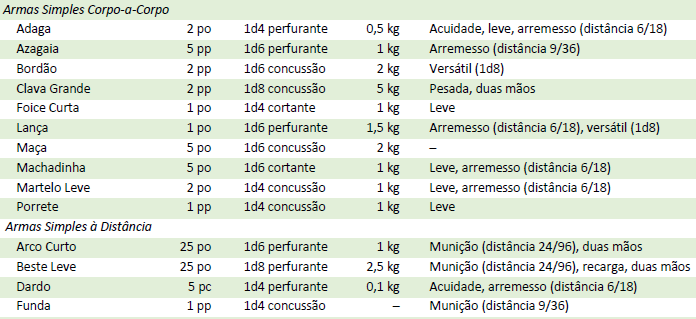 Armas Simples Corpo-a-Corpo
Adaga 2 po 1d4 perfurante 0,5 kg Acuidade, leve, arremesso (distância 6/18)
Azagaia 5 pp 1d6 perfurante 1 kg Arremesso (distância 9/36)
Bordão 2 pp 1d6 concussão 2 kg Versátil (1d8)
Clava Grande 2 pp 1d8 concussão 5 kg Pesada, duas mãos
Foice Curta 1 po 1d4 cortante 1 kg Leve
Lança 1 po 1d6 perfurante 1,5 kg Arremesso (distância 6/18), versátil (1d8)
Maça 5 po 1d6 concussão 2 kg –
Machadinha 5 po 1d6 cortante 1 kg Leve, arremesso (distância 6/18)
Martelo Leve 2 po 1d4 concussão 1 kg Leve, arremesso (distância 6/18)
Porrete 1 pp 1d4 concussão 1 kg Leve
Armas Simples à Distância
Arco Curto 25 po 1d6 perfurante 1 kg Munição (distância 24/96), duas mãos
Beste Leve 25 po 1d8 perfurante 2,5 kg Munição (distância 24/96), recarga, duas mãos
Dardo 5 pc 1d4 perfurante 0,1 kg Acuidade, arremesso (distância 6/18)
Funda 1 pp 1d4 concussão – Munição (distância 9/36)